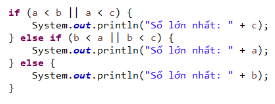 if (a < b || a < c) {
    System.out.println("Số lớn nhất: " + c);
} else if (b < a || b < c) {
    System.out.println("Số lớn nhất: " + a);
} else {
    System.out.println("Số lớn nhất: " + b);
}